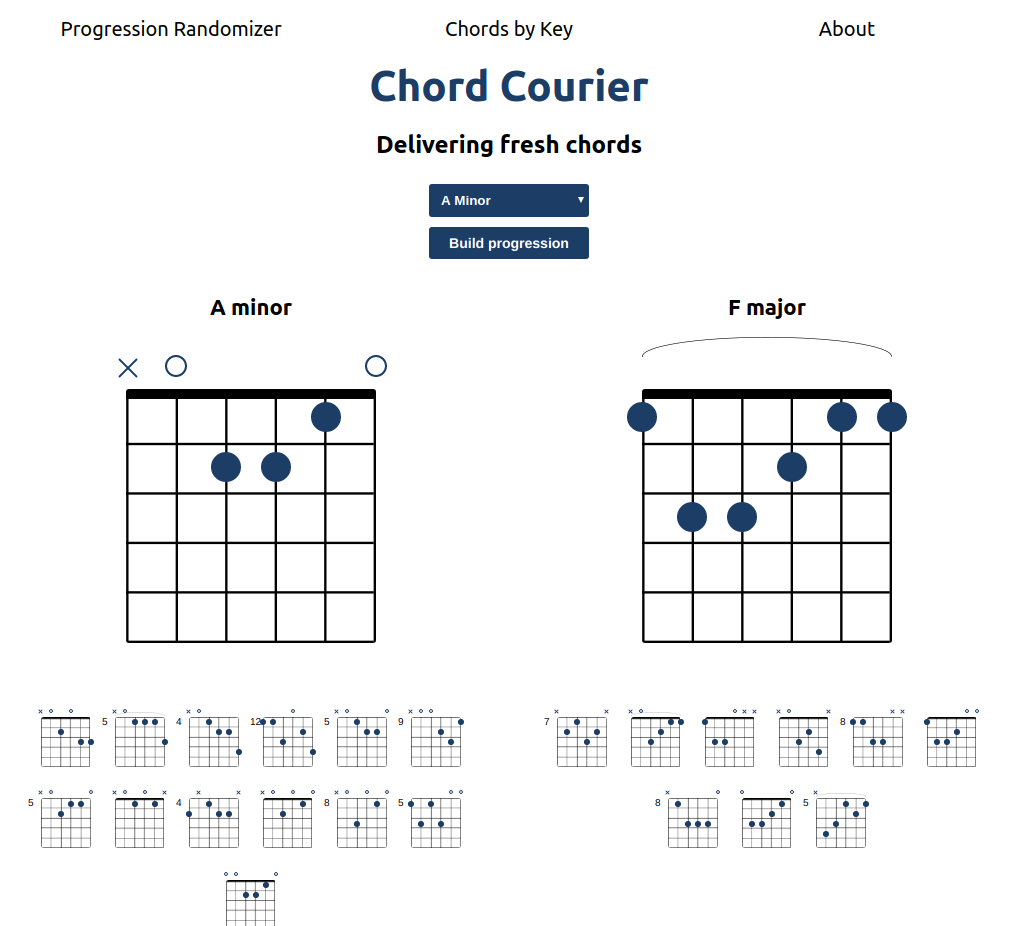 Progression Randomizer Chords by Key About
Chord Courier
Delivering fresh chords
A Minor
Build progression
A minor F major
5 4 12 5 9 7 8
5 4 8 5 8 5